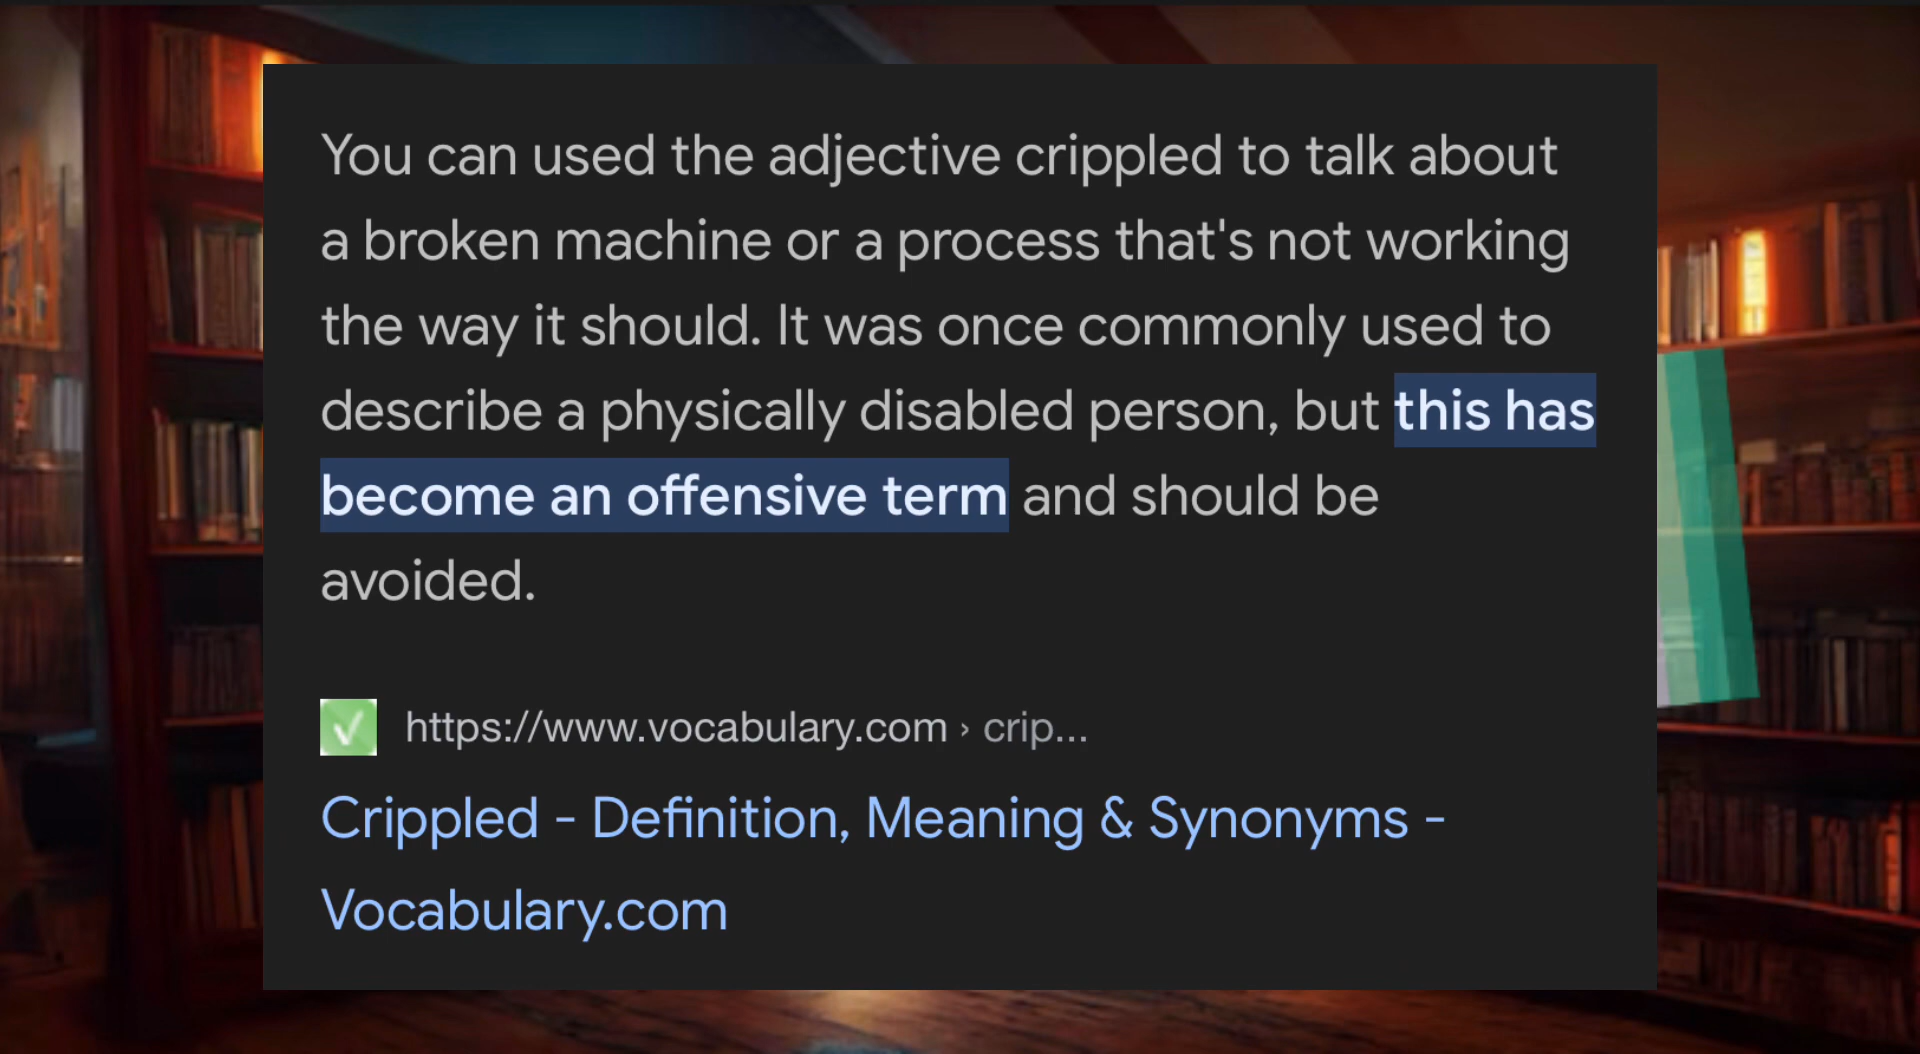 You can used the adjective crippled to talk about
a broken machine or a process that's not working
the way it should. It was once commonly used to
describe a physically disabled person, but this has
become an offensive term and should be
avoided.
https://www.vocabulary.com › crip...
Crippled - Definition, Meaning & Synonyms -
Vocabulary.com